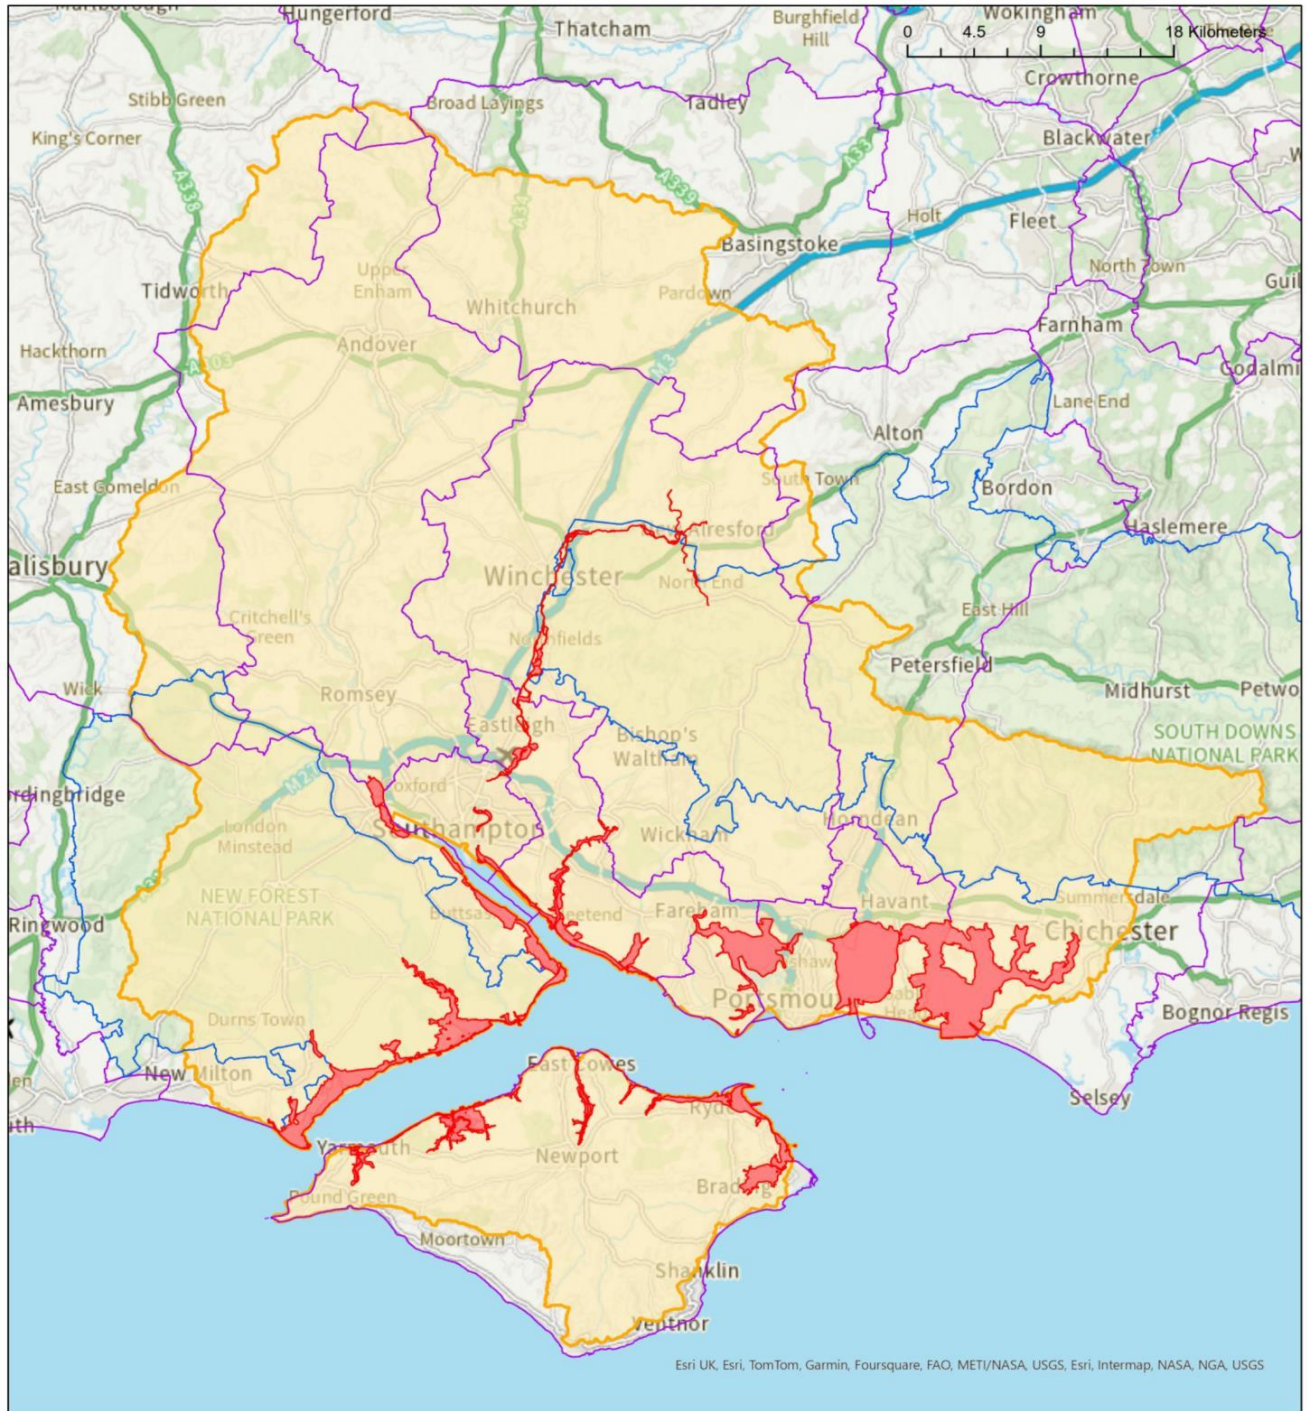 Hungerford
Thatcham
Burghfield
Hill
Wokingham
0 4.5 9 18 Kilometers
Crowthorne
Stibb Green
Broad Layings
Tadley
King's Corner
Blackwater
A33
A338
A339
A34
Holt
Fleet
Basingstoke
North Town
Tidworth
Upper
Enham
Pardown
Guil
Whitchurch
Farnham
Hackthorn
Andover
A303
M3
Godalmi
Amesbury
Lane End
Alton
South Town
East Gomeldon
Bordon
Alresford
Haslemere
alisbury
Winchester
North End
Critchell's
Green
East Hill
Petersfield
Wick
Romsey
Midhurst
Petwo
Eastleigh
Bishop's
Waltham
SOUTH DOWNS
NATIONAL PARK
M27
ordingbridge
oxford
Horndean
London
Minstead
Southampton
Wickham
NEW FOREST
NATIONAL PARK
Havant
Fareham
Ringwood
Chichester
Portsmou
Bognor Regis
Durns Town
New Milton
East Cowes
Selsey
Ryde
Yarmouth
Newport
Brading
Pound Green
Moortown
Shanklin
Ventnor
Esri UK, Esri, TomTom, Garmin, Foursquare, FAO, METI/NASA, USGS, Esri, Intermap, NASA, NGA, USGS